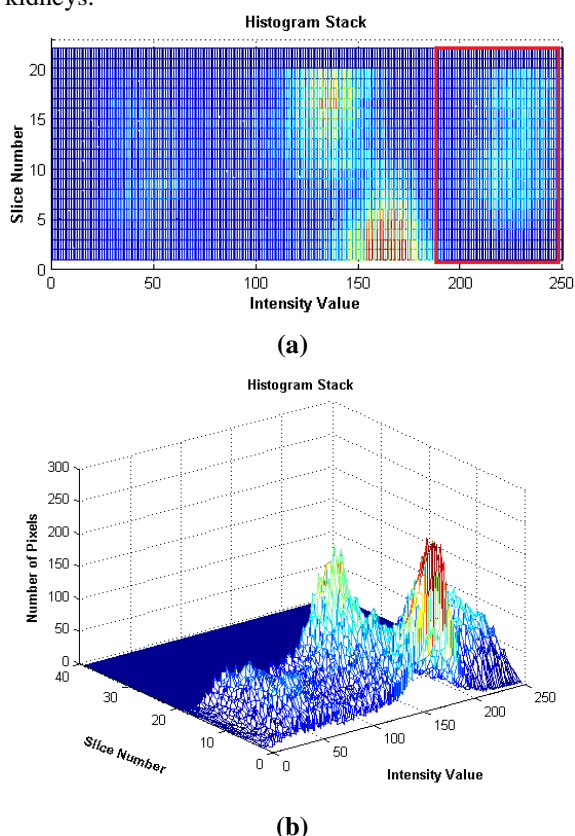 kidneys.
Histogram Stack
20
15
10
5
0
Slice Number
0 50 100 150 200 250
Intensity Value
(a)
Histogram Stack
300
250
200
150
100
50
0
Number of Pixels
40
30
20
10
0
Slice Number
0
50
100
150
200
250
Intensity Value
(b)